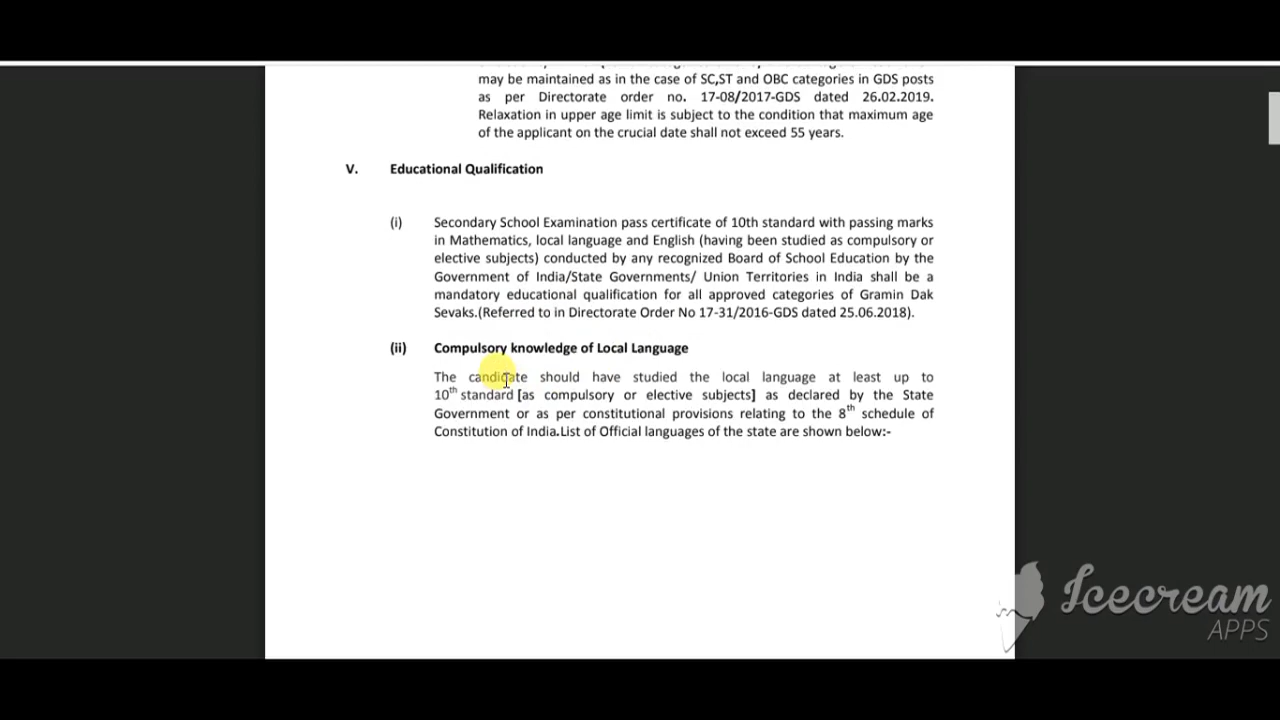 may be maintained as in the case of SC,ST and OBC categories in GDS posts
as per Directorate order no. 17-08/2017-GDS dated 26.02.2019.
Relaxation in upper age limit is subject to the condition that maximum age
of the applicant on the crucial date shall not exceed 55 years.
V. Educational Qualification
(i) Secondary School Examination pass certificate of 10th standard with passing marks
in Mathematics, local language and English (having been studied as compulsory or
elective subjects) conducted by any recognized Board of School Education by the
Government of India/State Governments/ Union Territories in India shall be a
mandatory educational qualification for all approved categories of Gramin Dak
Sevaks.(Referred to in Directorate Order No 17-31/2016-GDS dated 25.06.2018).
(ii) Compulsory knowledge of Local Language
The candidate should have studied the local language at least up to
10th standard [as compulsory or elective subjects] as declared by the State
Government or as per constitutional provisions relating to the 8th schedule of
Constitution of India.List of Official languages of the state are shown below:-
Icecream
APPS